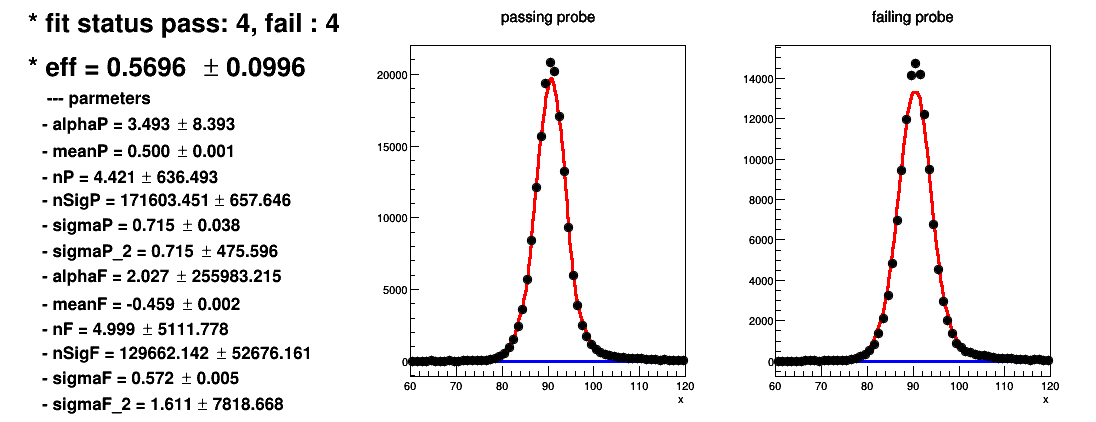 * fit status pass: 4, fail : 4
* eff = 0.5696 ± 0.0996
--- parmeters
- alphaP = 3.493 ± 8.393
- meanP = 0.500 ± 0.001
- nP = 4.421 ± 636.493
- nSigP = 171603.451 ± 657.646
- sigmaP = 0.715 ± 0.038
- sigmaP_2 = 0.715 ± 475.596
- alphaF = 2.027 ± 255983.215
- meanF = -0.459 ± 0.002
- nF = 4.999 ± 5111.778
- nSigF = 129662.142 ± 52676.161
- sigmaF = 0.572 ± 0.005
- sigmaF_2 = 1.611 ± 7818.668
passing probe
20000
15000
10000
5000
0
60 70 80 90 100 110 120
x
failing probe
14000
12000
10000
8000
6000
4000
2000
0
60 70 80 90 100 110 120
x